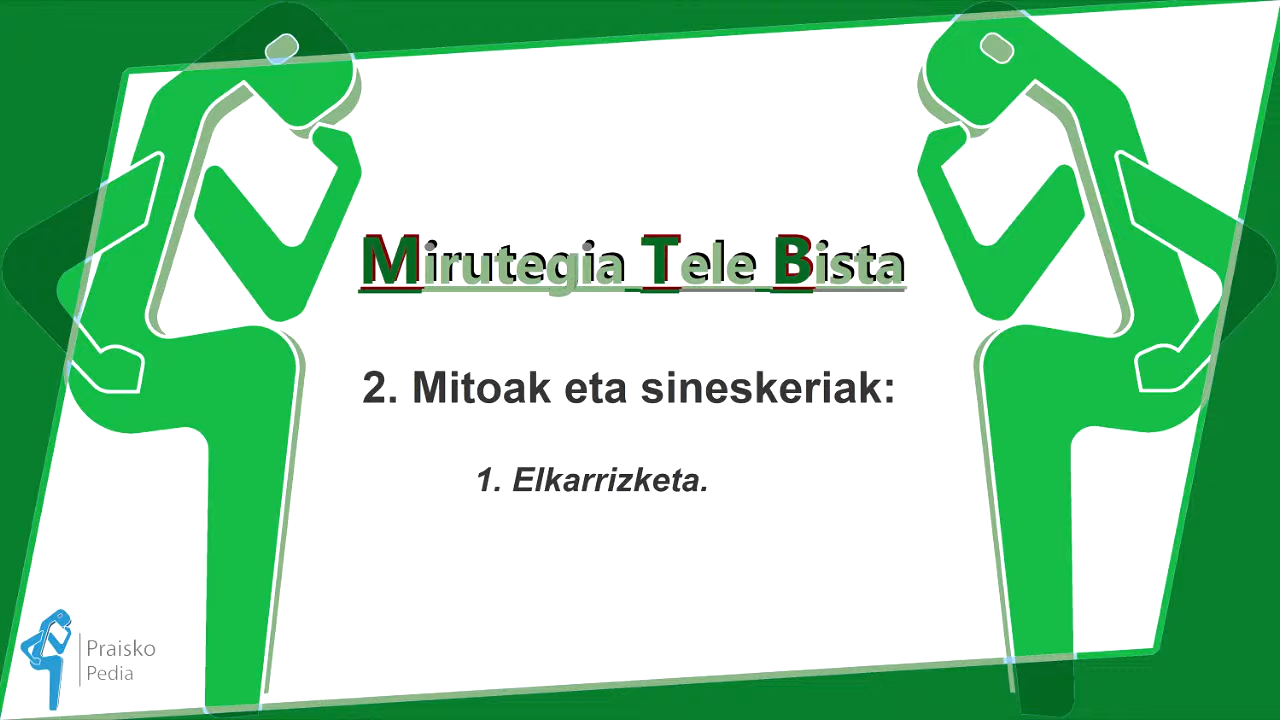 Mirutegia Tele Bista
2. Mitoak eta sineskeriak:
1. Elkarrizketa.
Praisko
Pedia